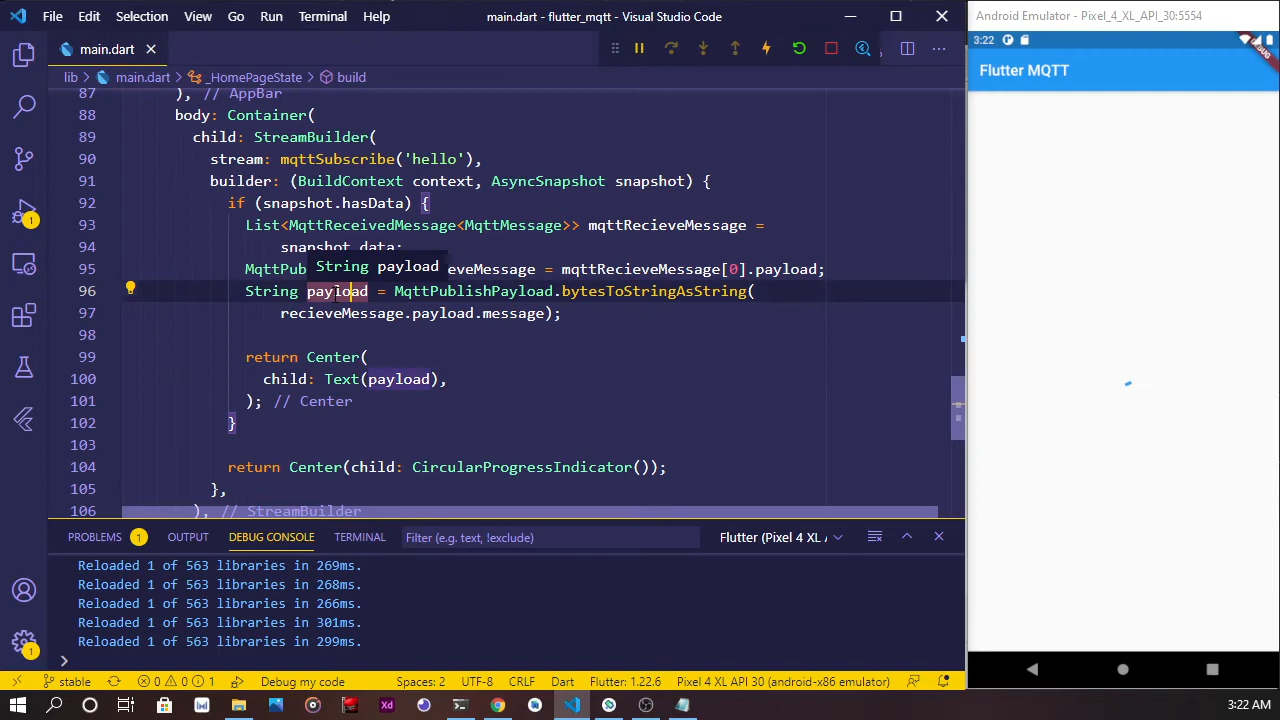 File Edit Selection View Go Run Terminal Help
main.dart - flutter_mqtt - Visual Studio Code
main.dart
lib > main.dart > _HomePageState > build
87 ), // AppBar
88 body: Container(
89 child: StreamBuilder(
90 stream: mqttSubscribe('hello'),
91 builder: (BuildContext context, AsyncSnapshot snapshot) {
92 if (snapshot.hasData) {
93 List<MqttReceivedMessage<MqttMessage>> mqttRecieveMessage =
94 snapshot.data;
String payload
95 MqttPub eveMessage = mqttRecieveMessage[0].payload;
96 String payload = MqttPublishPayload.bytesToStringAsString(
97 recieveMessage.payload.message);
98
99 return Center(
100 child: Text(payload),
101 ); // Center
102 }
103
104 return Center(child: CircularProgressIndicator());
105 },
106 ), // StreamBuilder
1
1
PROBLEMS 1 OUTPUT DEBUG CONSOLE TERMINAL Filter (e.g. text, !exclude) Flutter (Pixel 4 XL /
Reloaded 1 of 563 libraries in 269ms.
Reloaded 1 of 563 libraries in 268ms.
Reloaded 1 of 563 libraries in 266ms.
Reloaded 1 of 563 libraries in 301ms.
Reloaded 1 of 563 libraries in 299ms.
stable 0 0 1 Debug my code Spaces: 2 UTF-8 CRLF Dart Flutter: 1.22.6 Pixel 4 XL API 30 (android-x86 emulator)
Android Emulator - Pixel_4_XL_API_30:5554
3:22
DEBUG
Flutter MQTT
Xd
3:22 AM